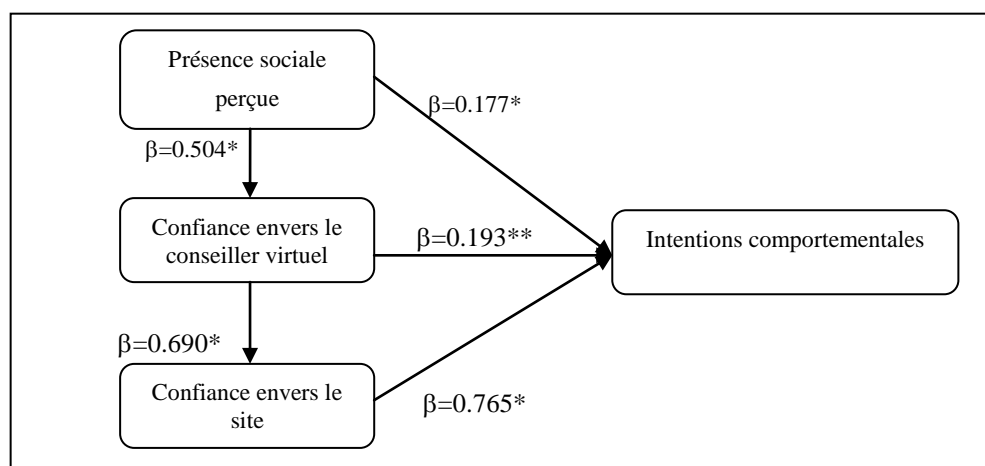 Présence sociale
perçue
β=0.177*
β=0.504*
Confiance envers le
conseiller virtuel
β=0.193**
Intentions comportementales
β=0.690*
Confiance envers le
site
β=0.765*